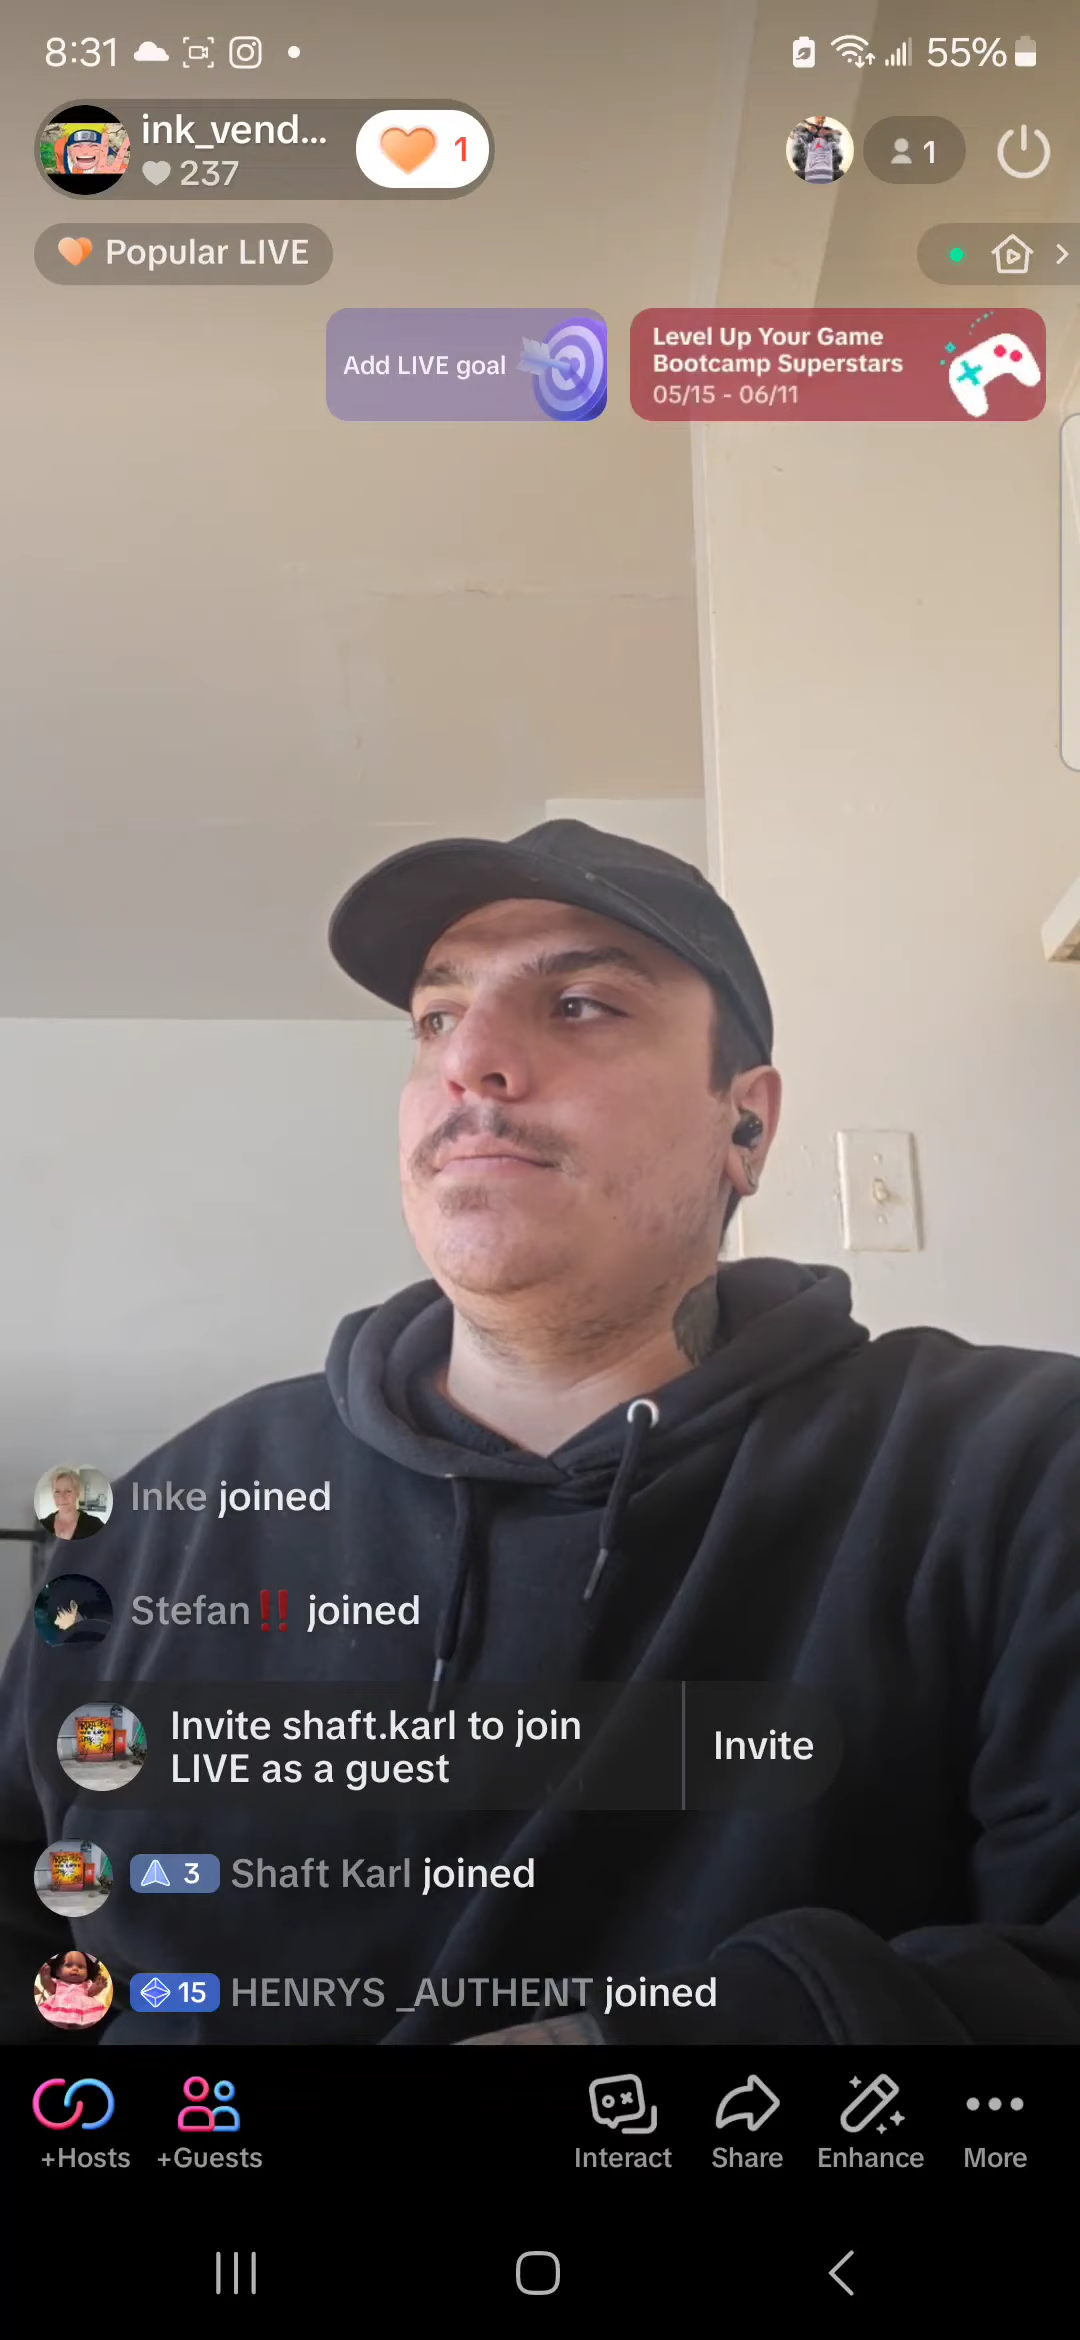 8:31
55%
ink_vend...
237
1
1
Popular LIVE
Add LIVE goal
Level Up Your Game
Bootcamp Superstars
05/15 - 06/11
Inke joined
Stefan‼️ joined
Invite shaft.karl to join
LIVE as a guest
Invite
3 Shaft Karl joined
15 HENRYS _AUTHENT joined
+Hosts
+Guests
Interact
Share
Enhance
More